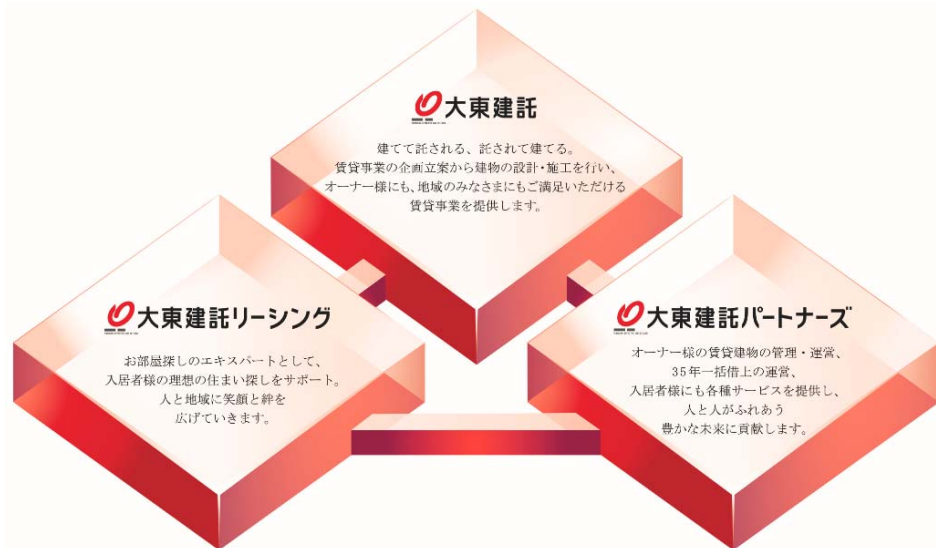 大東建託
建てて託される、託されて建てる。
賃貸事業の企画立案から建物の設計・施工を行い、
オーナー様にも、地域のみなさまにもご満足いただける
賃貸事業を提供します。
大東建託リーシング
お部屋探しのエキスパートとして、
入居者様の理想の住まい探しをサポート。
人と地域に笑顔と絆を
広げていきます。
大東建託パートナーズ
オーナー様の賃貸建物の管理・運営、
35年一括借上の運営、
入居者様にも各種サービスを提供し、
人と人がふれあう
豊かな未来に貢献します。